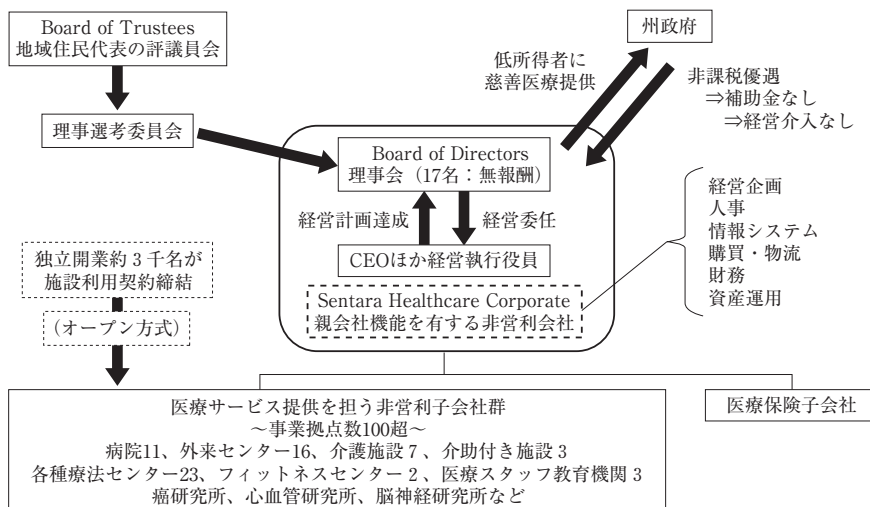 Board of Trustees
地域住民代表の評議員会
理事選考委員会
州政府
低所得者に
慈善医療提供
非課税優遇
⇒補助金なし
⇒経営介入なし
Board of Directors
理事会（17名：無報酬）
経営計画達成
経営委任
CEOほか経営執行役員
Sentara Healthcare Corporate
親会社機能を有する非営利会社
経営企画
人事
情報システム
購買・物流
財務
資産運用
独立開業約3千名が
施設利用契約締結
（オープン方式）
医療サービス提供を担う非営利子会社群
～事業拠点数100超～
病院11、外来センター16、介護施設7、介助付き施設3
各種療法センター23、フィットネスセンター2、医療スタッフ教育機関3
癌研究所、心血管研究所、脳神経研究所など
医療保険子会社